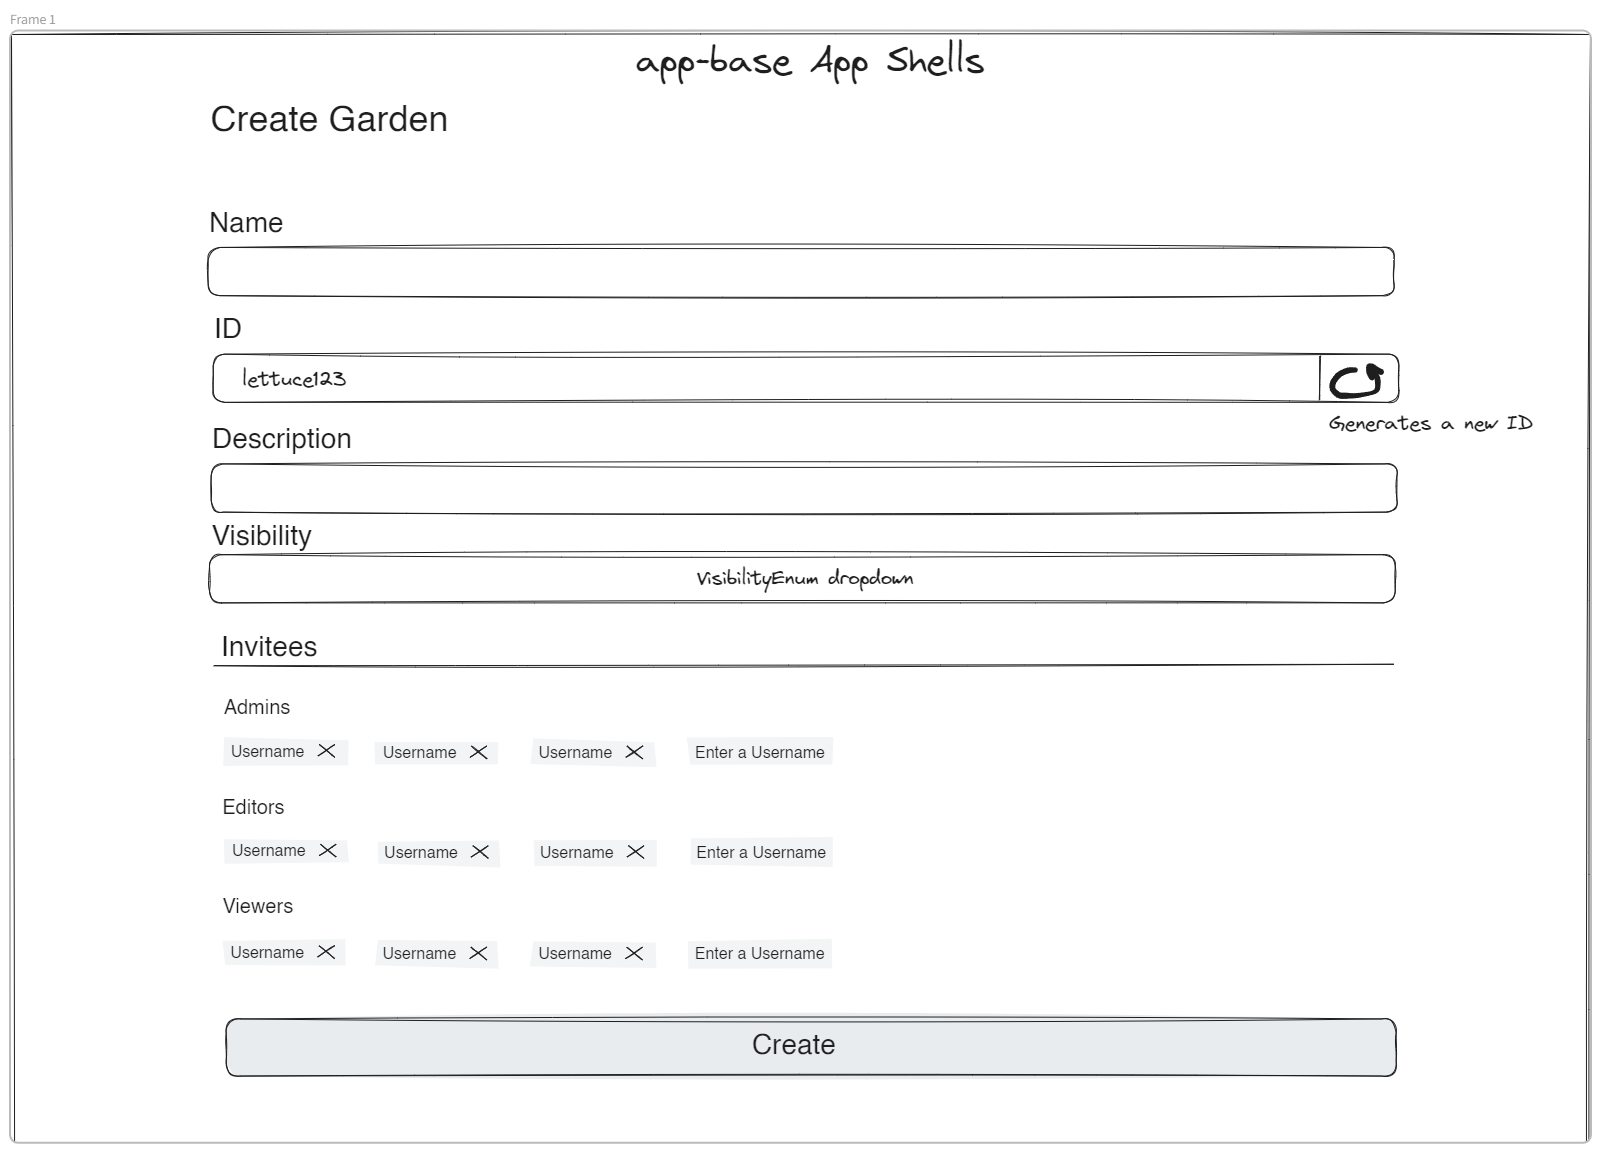 Frame 1
app-base App Shells
Create Garden
Name
ID
lettuce123
Generates a new ID
Description
Visibility
VisibilityEnum dropdown
Invitees
Admins
Username Username Username Enter a Username
Editors
Username Username Username Enter a Username
Viewers
Username Username Username Enter a Username
Create